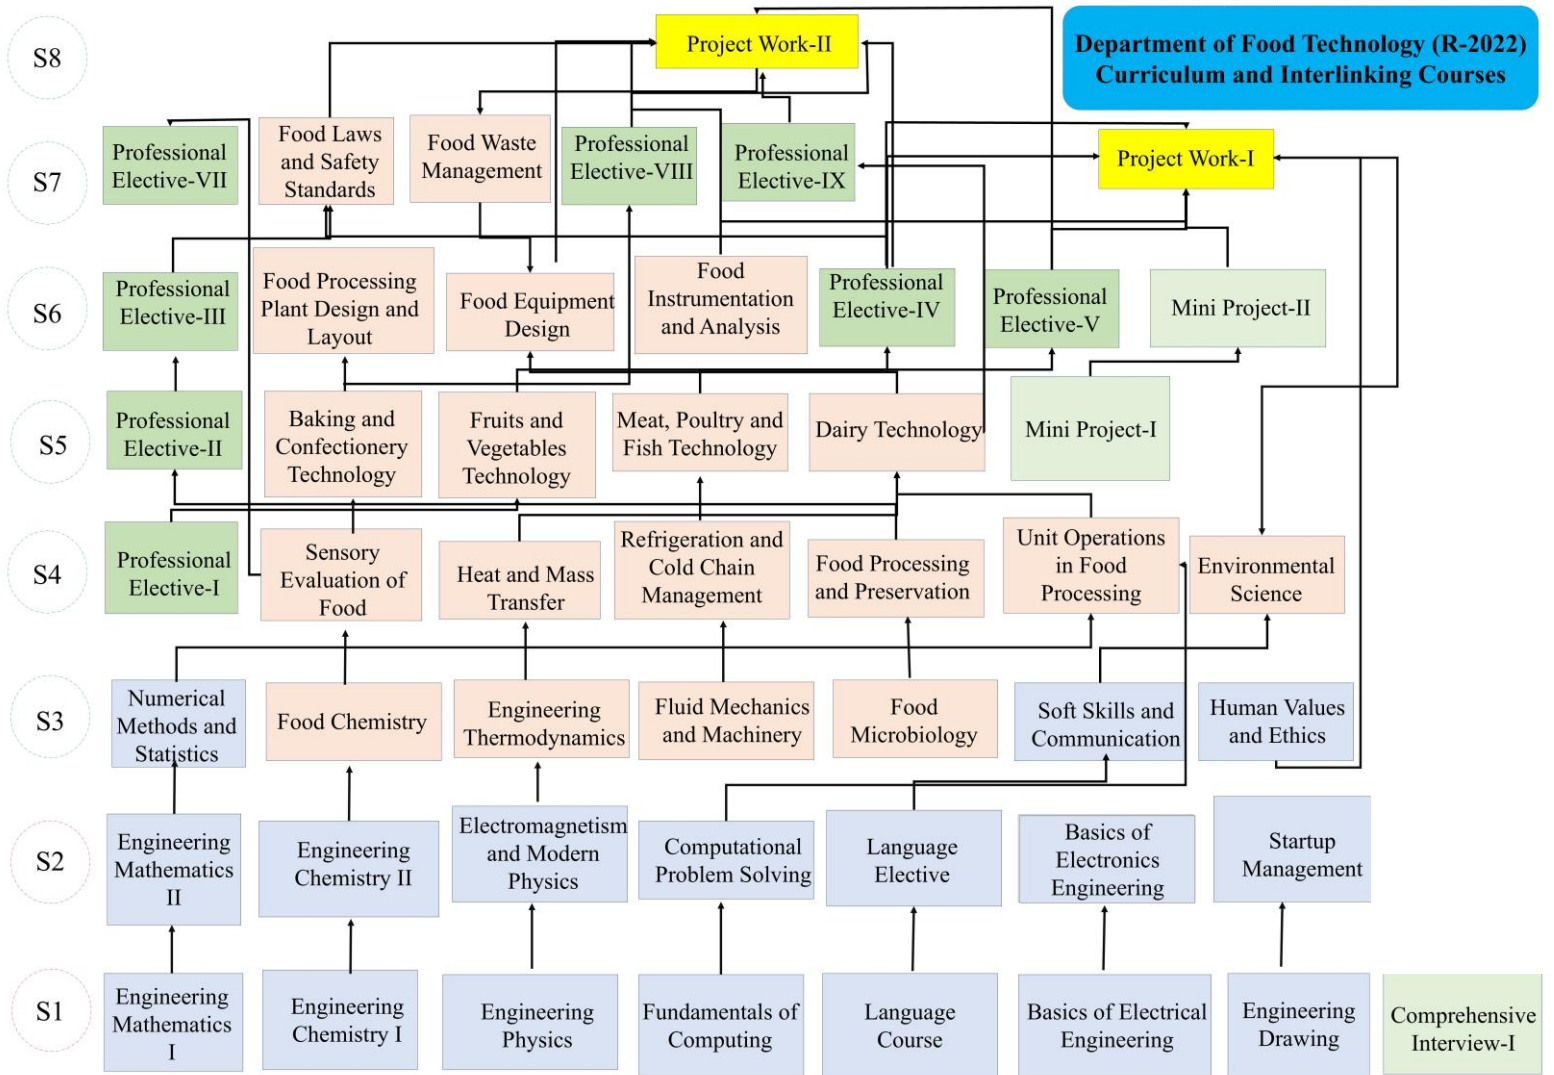 Department of Food Technology (R-2022)
Curriculum and Interlinking Courses
S8
Project Work-II
S7
Professional
Elective-VII
Food Laws
and Safety
Standards
Food Waste
Management
Professional
Elective-VIII
Professional
Elective-IX
Project Work-I
S6
Professional
Elective-III
Food Processing
Plant Design and
Layout
Food Equipment
Design
Food
Instrumentation
and Analysis
Professional
Elective-IV
Professional
Elective-V
Mini Project-II
S5
Professional
Elective-II
Baking and
Confectionery
Technology
Fruits and
Vegetables
Technology
Meat, Poultry and
Fish Technology
Dairy Technology
Mini Project-I
S4
Professional
Elective-I
Sensory
Evaluation of
Food
Heat and Mass
Transfer
Refrigeration and
Cold Chain
Management
Food Processing
and Preservation
Unit Operations
in Food
Processing
Environmental
Science
S3
Numerical
Methods and
Statistics
Food Chemistry
Engineering
Thermodynamics
Fluid Mechanics
and Machinery
Food
Microbiology
Soft Skills and
Communication
Human Values
and Ethics
S2
Engineering
Mathematics
II
Engineering
Chemistry II
Electromagnetism
and Modern
Physics
Computational
Problem Solving
Language
Elective
Basics of
Electronics
Engineering
Startup
Management
S1
Engineering
Mathematics
I
Engineering
Chemistry I
Engineering
Physics
Fundamentals of
Computing
Language
Course
Basics of Electrical
Engineering
Engineering
Drawing
Comprehensive
Interview-I